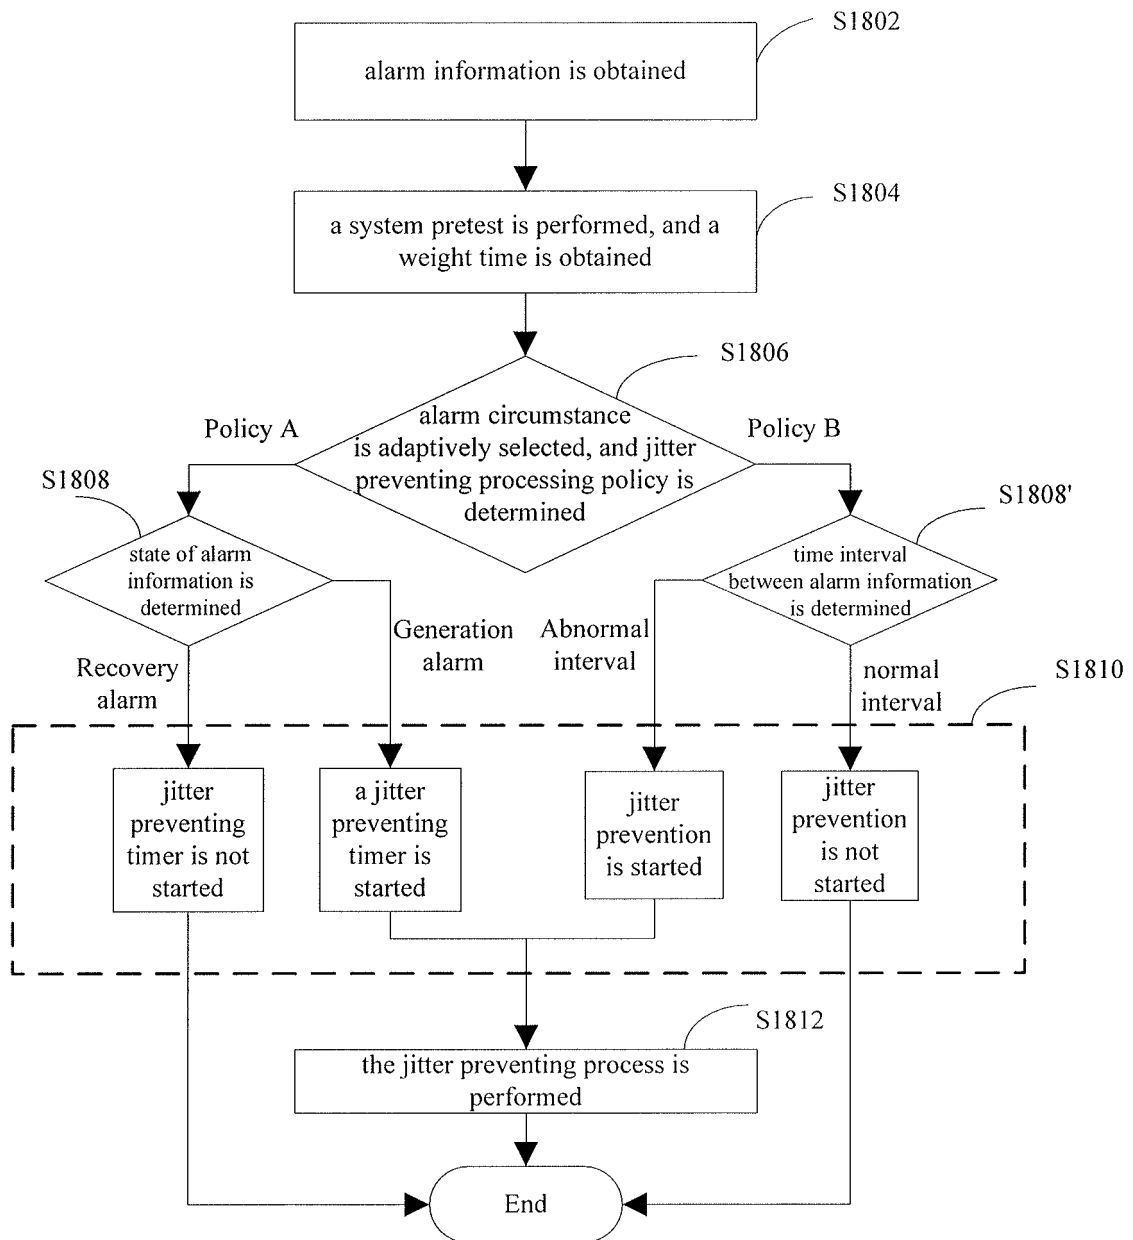 S1802
alarm information is obtained
S1804
a system pretest is performed, and a
weight time is obtained
S1806
alarm circumstance
is adaptively selected, and jitter
preventing processing policy is
determined
Policy A
Policy B
S1808
state of alarm
information is
determined
S1808'
time interval
between alarm information
is determined
Recovery
alarm
Generation
alarm
Abnormal
interval
normal
interval
S1810
jitter
preventing
timer is not
started
a jitter
preventing
timer is
started
jitter
prevention
is started
jitter
prevention
is not
started
S1812
the jitter preventing process is
performed
End